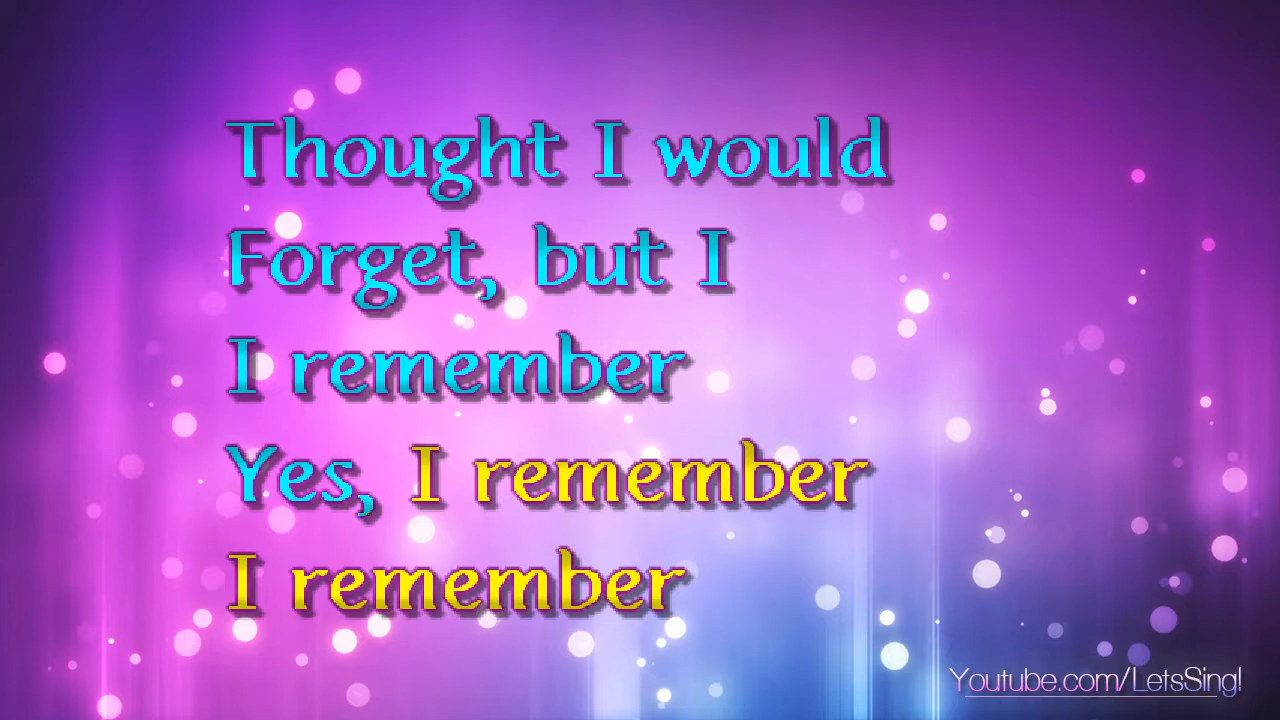 Thought I would
Forget, but I
I remember
Yes, I remember
I remember
Youtube.com/LetsSing!